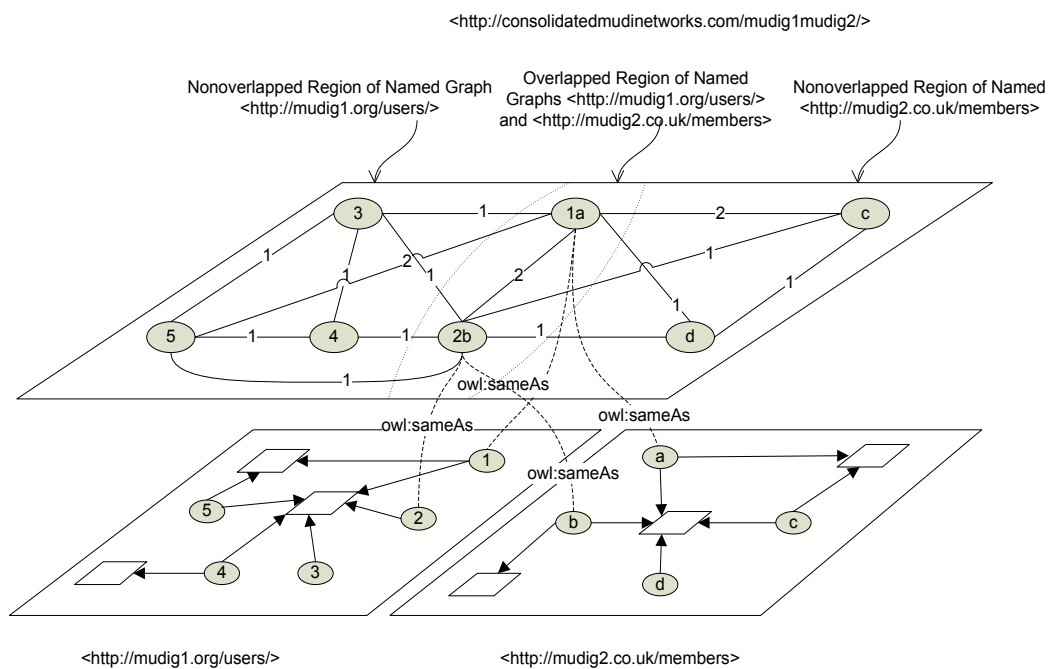 <http://consolidatedmudinetworks.com/mudig1mudig2/>
Nonoverlapped Region of Named Graph
<http://mudig1.org/users/>
Overlapped Region of Named
Graphs <http://mudig1.org/users/>
and <http://mudig2.co.uk/members>
Nonoverlapped Region of Named
<http://mudig2.co.uk/members>
3
1
1a
2
c
1
2
1
1
2
1
1
1
5
1
4
1
2b
1
d
1
owl:sameAs
owl:sameAs
owl:sameAs
owl:sameAs
1
5
2
4
3
a
b
c
d
<http://mudig1.org/users/>
<http://mudig2.co.uk/members>